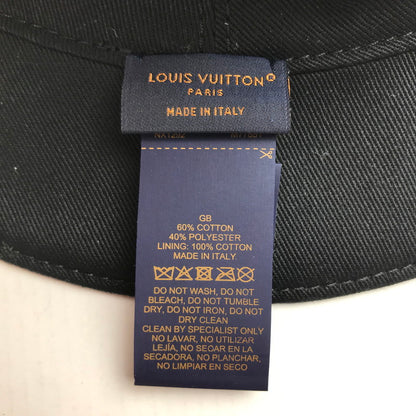 LOUIS VUITTON®
PARIS
MADE IN ITALY
GB
60% COTTON
40% POLYESTER
LINING: 100% COTTON
MADE IN ITALY
DO NOT WASH, DO NOT
BLEACH, DO NOT TUMBLE
DRY, DO NOT IRON, DO NOT
DRY CLEAN
CLEAN BY SPECIALIST ONLY
NO LAVAR, NO UTILIZAR
LEJÍA, NO SECAR EN LA
SECADORA, NO PLANCHAR,
NO LIMPIAR EN SECO